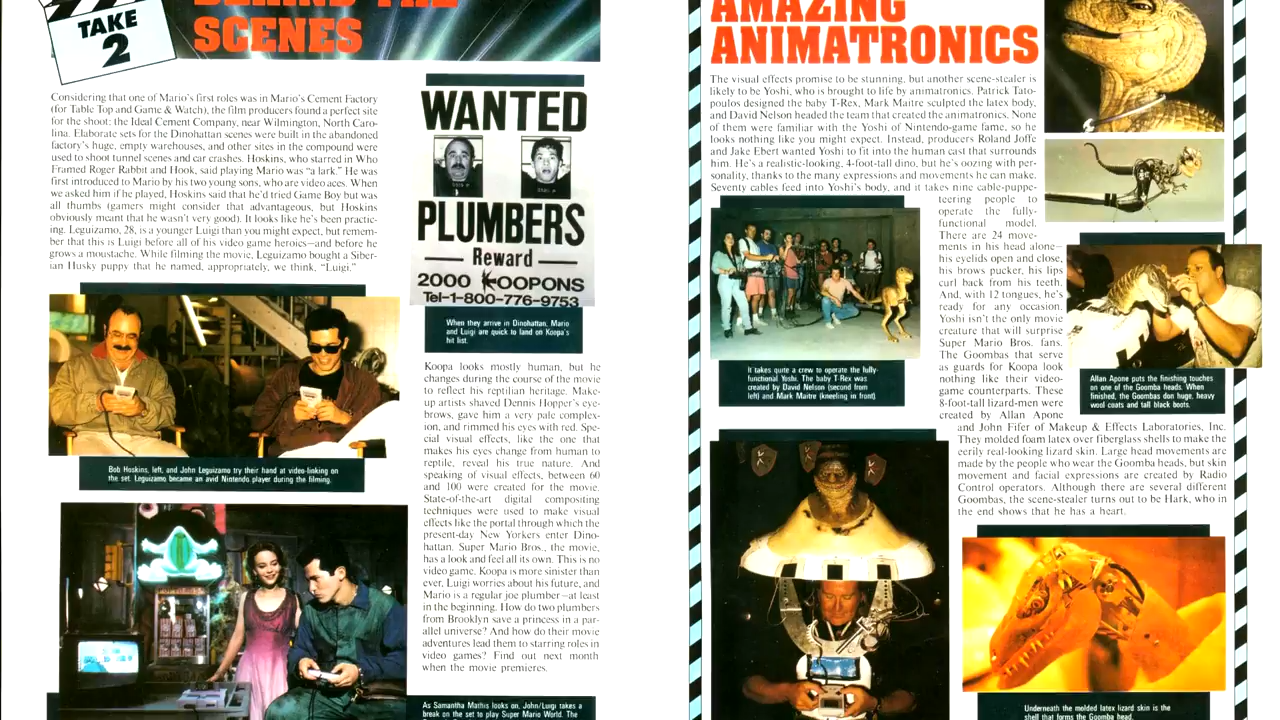 TAKE
2
BEHIND THE
SCENES
Considering that one of Mario's first roles was in Mario's Cement Factory
(for Table Top and Game & Watch), the film producers found a perfect site
for the shoot: the Ideal Cement Company, near Wilmington, North Caro-
lina. Elaborate sets for the Dinohattan scenes were built in the abandoned
factory's huge, empty warehouses, and other sites in the compound were
used to shoot tunnel scenes and car crashes. Hoskins, who starred in Who
Framed Roger Rabbit and Hook, said playing Mario was "a lark." He was
first introduced to Mario by his two young sons, who are video aces. When
we asked him if he played, Hoskins said that he'd tried Game Boy but was
all thumbs (gamers might consider that advantageous, but Hoskins
obviously meant that he wasn't very good). It looks like he's been practic-
ing. Leguizamo, 28, is a younger Luigi than you might expect, but remem-
ber that this is Luigi before all of his video game heroics—and before he
grows a moustache. While filming the movie, Leguizamo bought a Siber-
ian Husky puppy that he named, appropriately, we think, "Luigi."
WANTED
PLUMBERS
Reward
2000 KOOPONS
Tel-1-800-776-9753
When they arrive in Dinohattan, Mario
and Luigi are quick to land on Koopa's
hit list.
Bob Hoskins, left, and John Leguizamo try their hand at video-linking on
the set. Leguizamo became an avid Nintendo player during the filming.
Koopa looks mostly human, but he
changes during the course of the movie
to reflect his reptilian heritage. Make-
up artists shaved Dennis Hopper's eye-
brows, gave him a very pale complex-
ion, and rimmed his eyes with red. Spe-
cial visual effects, like the one that
makes his eyes change from human to
reptile, reveal his true nature. And
speaking of visual effects, between 60
and 100 were created for the movie.
State-of-the-art digital compositing
techniques were used to make visual
effects like the portal through which the
present-day New Yorkers enter Dino-
hattan. Super Mario Bros., the movie,
has a look and feel all its own. This is no
video game. Koopa is more sinister than
ever, Luigi worries about his future, and
Mario is a regular joe plumber—at least
in the beginning. How do two plumbers
from Brooklyn save a princess in a par-
allel universe? And how do their movie
adventures lead them to starring roles in
video games? Find out next month
when the movie premieres.
As Samantha Mathis looks on, John/Luigi takes a
break on the set to play Super Mario World. The
AMAZING
ANIMATRONICS
The visual effects promise to be stunning, but another scene-stealer is
likely to be Yoshi, who is brought to life by animatronics. Patrick Tato-
poulos designed the baby T-Rex, Mark Maitre sculpted the latex body,
and David Nelson headed the team that created the animatronics. None
of them were familiar with the Yoshi of Nintendo-game fame, so he
looks nothing like you might expect. Instead, producers Roland Joffe
and Jake Ebert wanted Yoshi to fit into the human cast that surrounds
him. He's a realistic-looking, 4-foot-tall dino, but he's oozing with per-
sonality, thanks to the many expressions and movements he can make.
Seventy cables feed into Yoshi's body, and it takes nine cable-puppe-
teering people to
operate the fully-
functional model.
There are 24 move-
ments in his head alone—
his eyelids open and close,
his brows pucker, his lips
curl back from his teeth.
And, with 12 tongues, he's
ready for any occasion.
Yoshi isn't the only movie
creature that will surprise
Super Mario Bros. fans.
The Goombas that serve
as guards for Koopa look
nothing like their video-
game counterparts. These
8-foot-tall lizard-men were
created by Allan Apone
and John Fifer of Makeup & Effects Laboratories, Inc.
They molded foam latex over fiberglass shells to make the
eerily real-looking lizard skin. Large head movements are
made by the people who wear the Goomba heads, but skin
movement and facial expressions are created by Radio
Control operators. Although there are several different
Goombas, the scene-stealer turns out to be Hark, who in
the end shows that he has a heart.
It takes quite a crew to operate the fully-
functional Yoshi. The baby T-Rex was
created by David Nelson (second from
left) and Mark Maitre (kneeling in front).
Allan Apone puts the finishing touches
on one of the Goomba heads. When
finished, the Goombas don huge, heavy
wool coats and tall black boots.
Underneath the molded latex lizard skin is the
shell that forms the Goomba head.